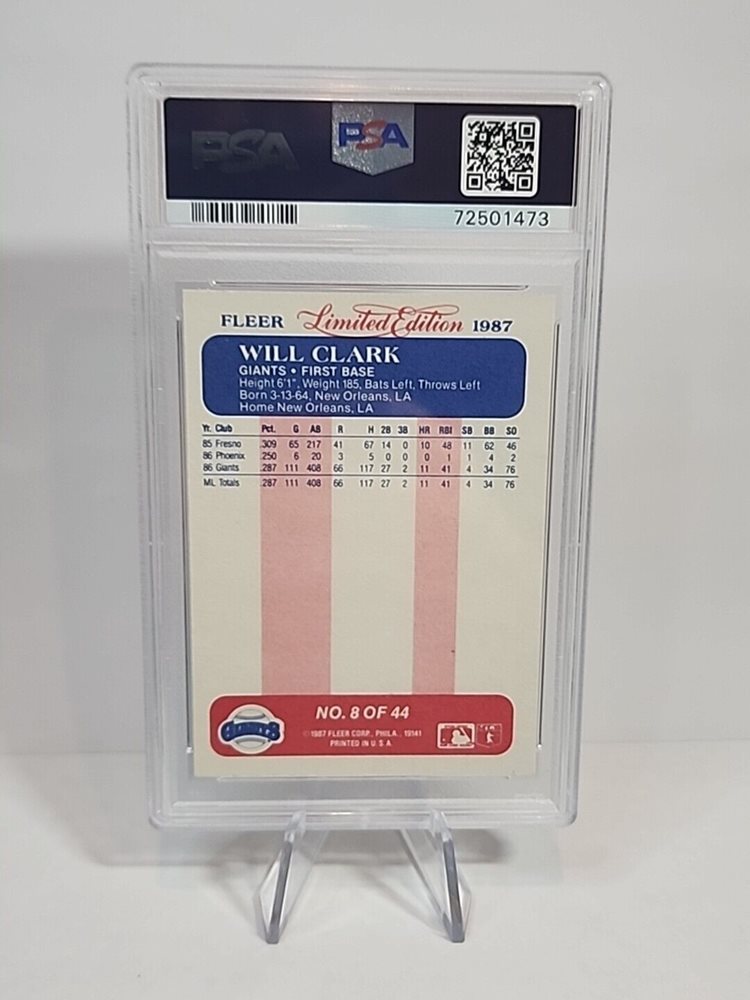 PSA PSA
72501473
FLEER Limited Edition 1987
WILL CLARK
GIANTS • FIRST BASE
Height 6'1", Weight 185, Bats Left, Throws Left
Born 3-13-64, New Orleans, LA
Home New Orleans, LA
Yr. Club Pct. G AB R H 2B 3B HR RBI SB BB SO
85 Fresno .309 65 217 41 67 14 0 10 48 11 62 46
86 Phoenix .250 6 20 3 5 0 0 0 1 1 4 2
86 Giants .287 111 408 66 117 27 2 11 41 4 34 76
ML Totals .287 111 408 66 117 27 2 11 41 4 34 76
NO. 8 OF 44
GIANTS
©1987 FLEER CORP., PHILA., 19141
PRINTED IN U.S.A.